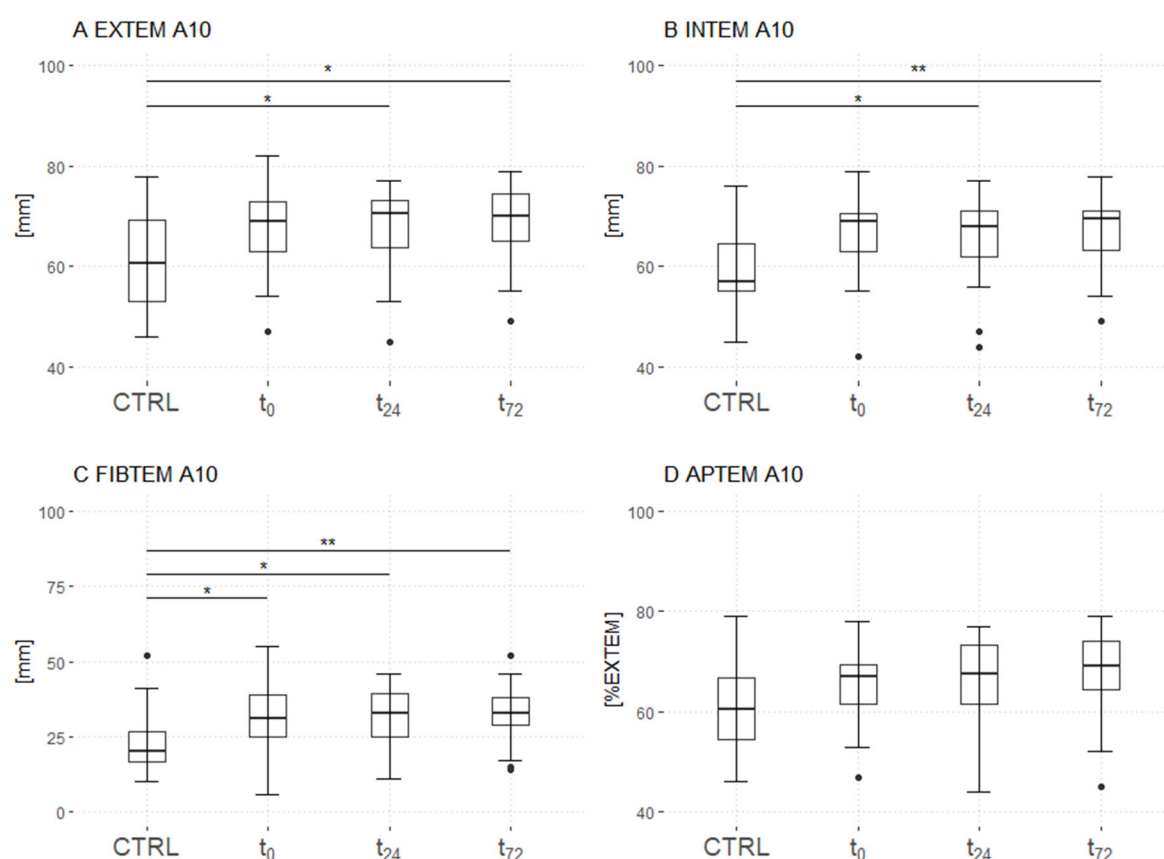 A EXTEM A10
100
80
60
40
[mm]
*
*
CTRL t₀ t₂₄ t₇₂
B INTEM A10
100
80
60
40
[mm]
**
*
CTRL t₀ t₂₄ t₇₂
C FIBTEM A10
100
75
50
25
0
[mm]
**
*
*
CTRL t₀ t₂₄ t₇₂
D APTEM A10
100
80
60
40
[%EXTEM]
CTRL t₀ t₂₄ t₇₂